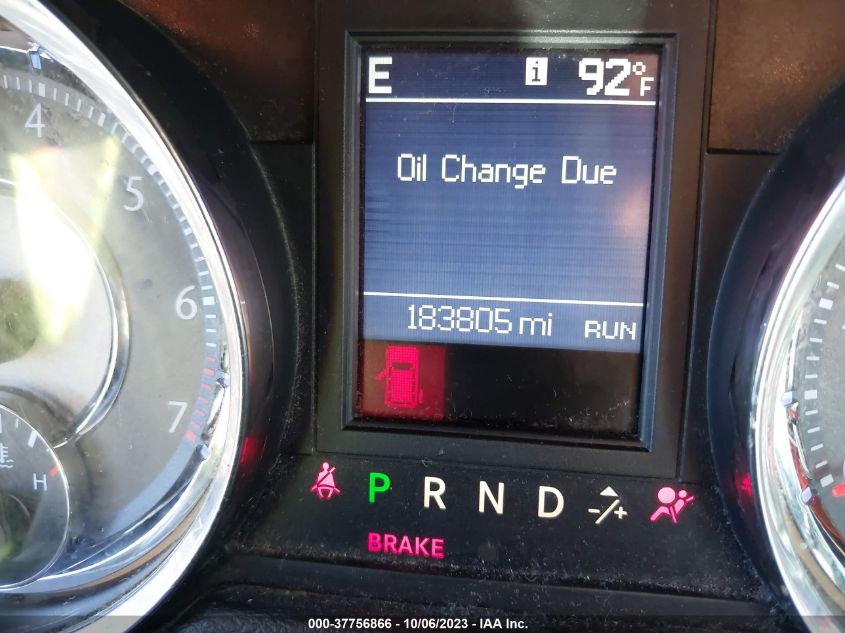 E i 92°F
4
Oil Change Due
5
6
183805 mi RUN
7
H
P R N D -/+
BRAKE
000-37756866 - 10/06/2023 - IAA Inc.